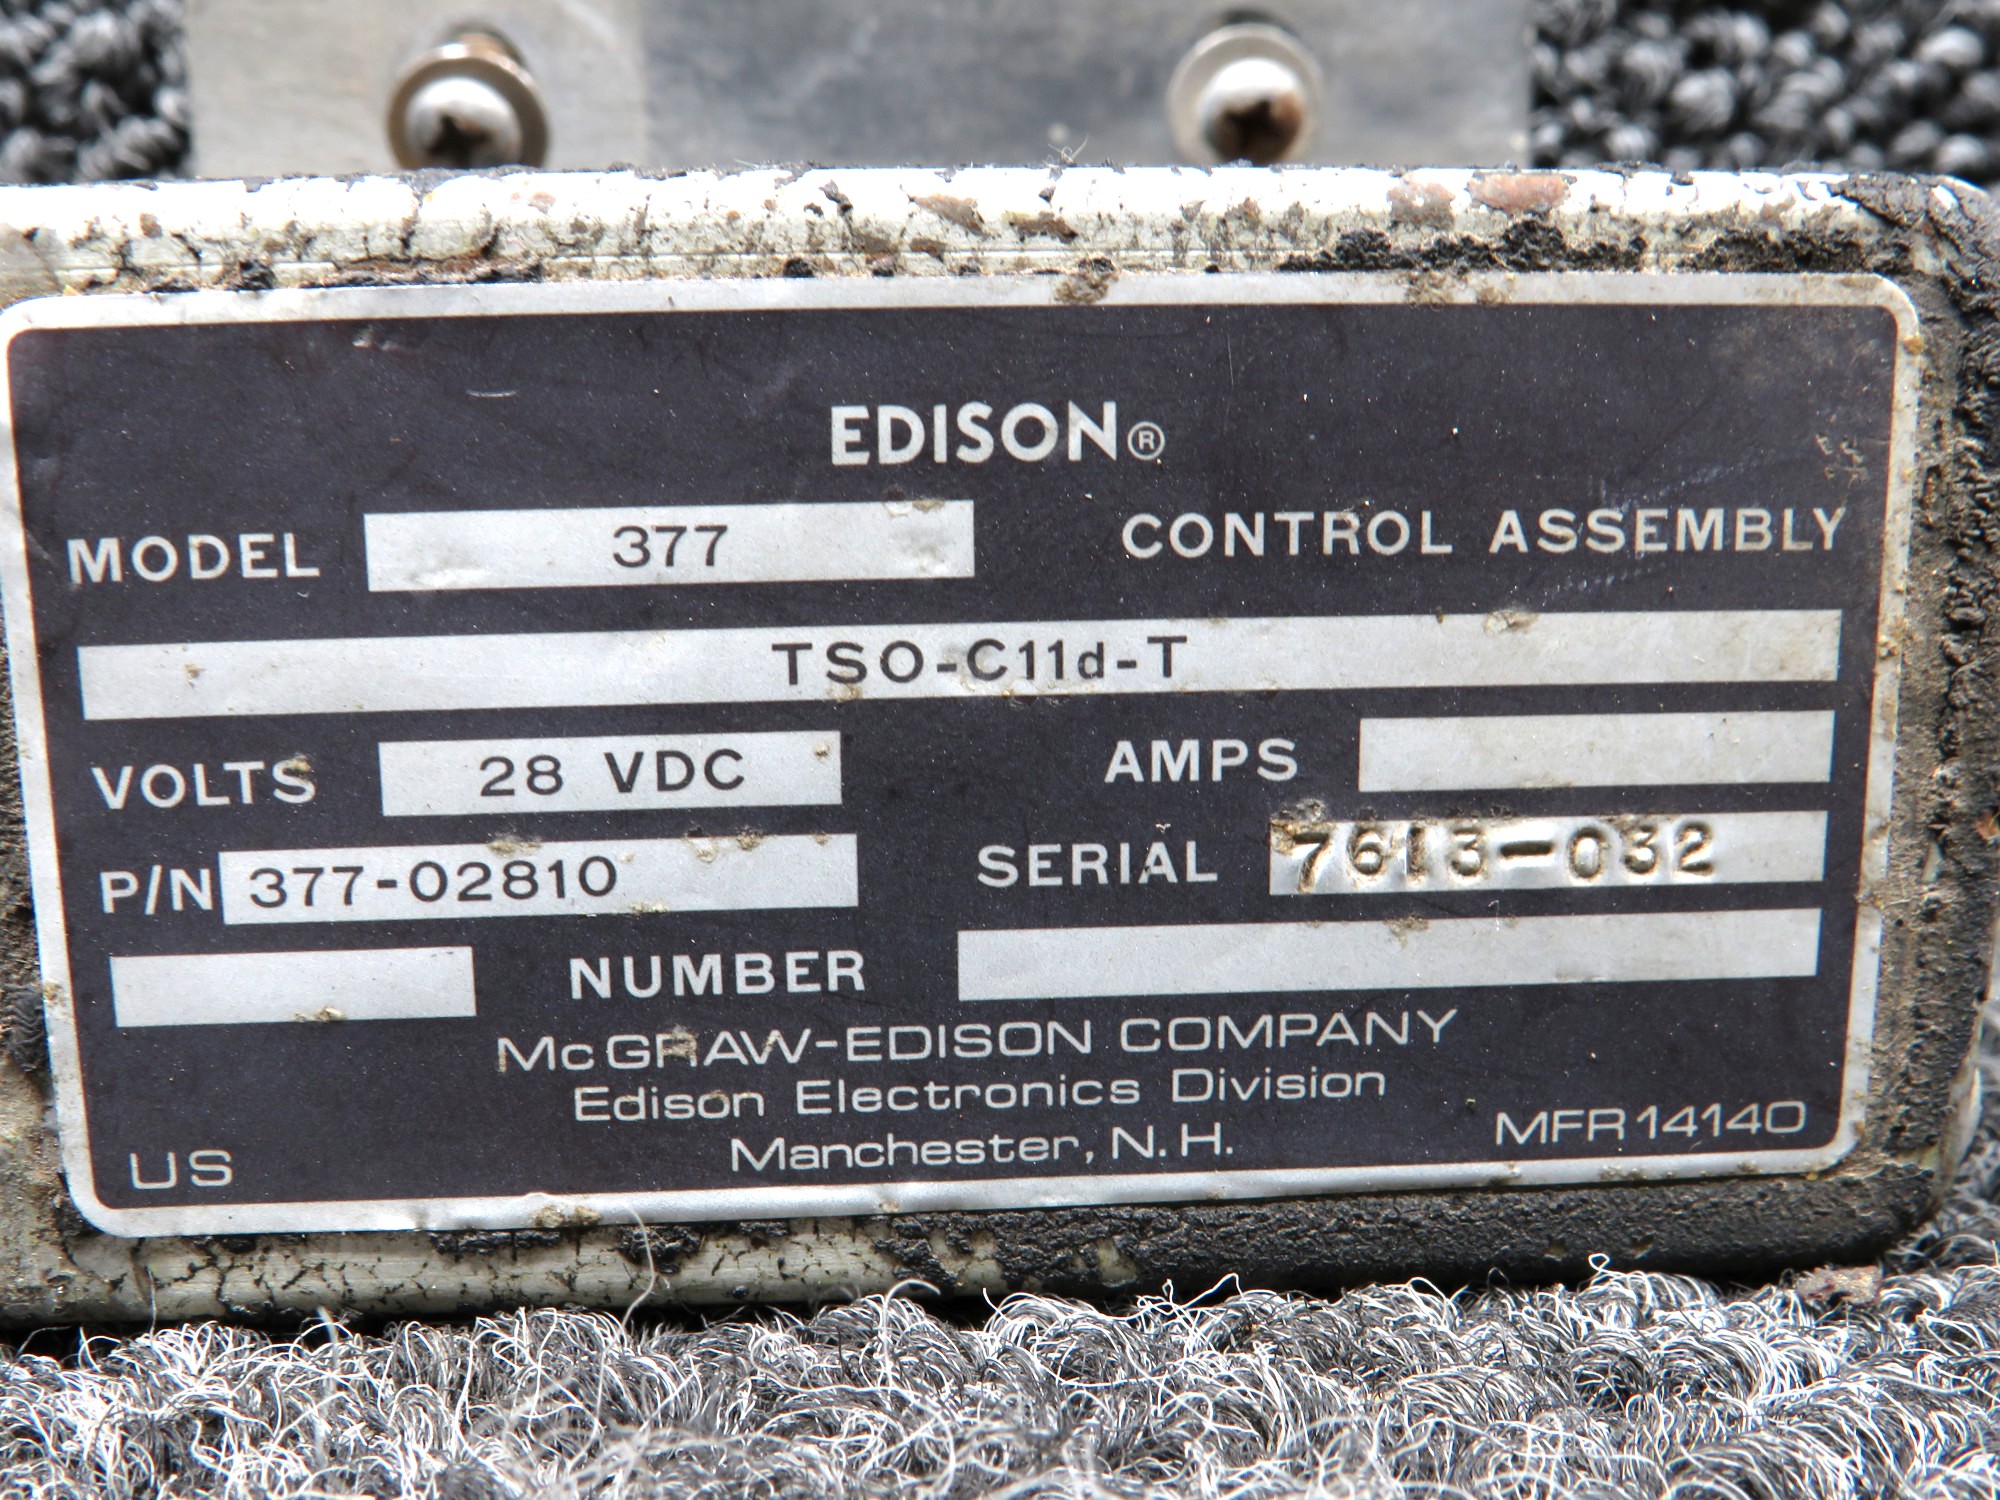 EDISON®
MODEL 377 CONTROL ASSEMBLY
TSO-C11d-T
VOLTS 28 VDC AMPS
P/N 377-02810 SERIAL 7613-032
NUMBER
McGRAW-EDISON COMPANY
Edison Electronics Division
Manchester, N.H.
US MFR 14140